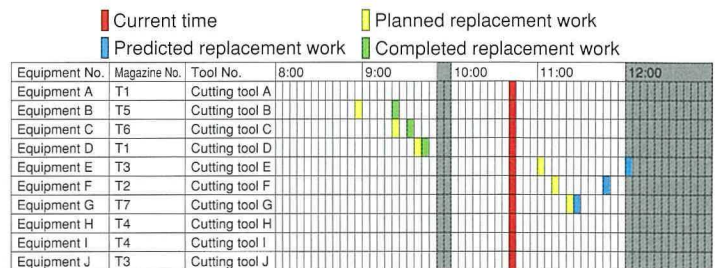 Current time Planned replacement work
Predicted replacement work Completed replacement work
Equipment No. Magazine No. Tool No. 8:00 9:00 10:00 11:00 12:00
Equipment A T1 Cutting tool A
Equipment B T5 Cutting tool B
Equipment C T6 Cutting tool C
Equipment D T1 Cutting tool D
Equipment E T3 Cutting tool E
Equipment F T2 Cutting tool F
Equipment G T7 Cutting tool G
Equipment H T4 Cutting tool H
Equipment I T4 Cutting tool I
Equipment J T3 Cutting tool J